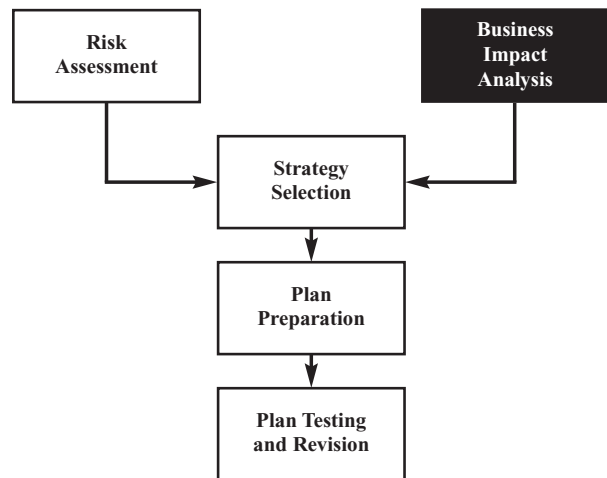 Risk
Assessment
Business
Impact
Analysis
Strategy
Selection
Plan
Preparation
Plan Testing
and Revision